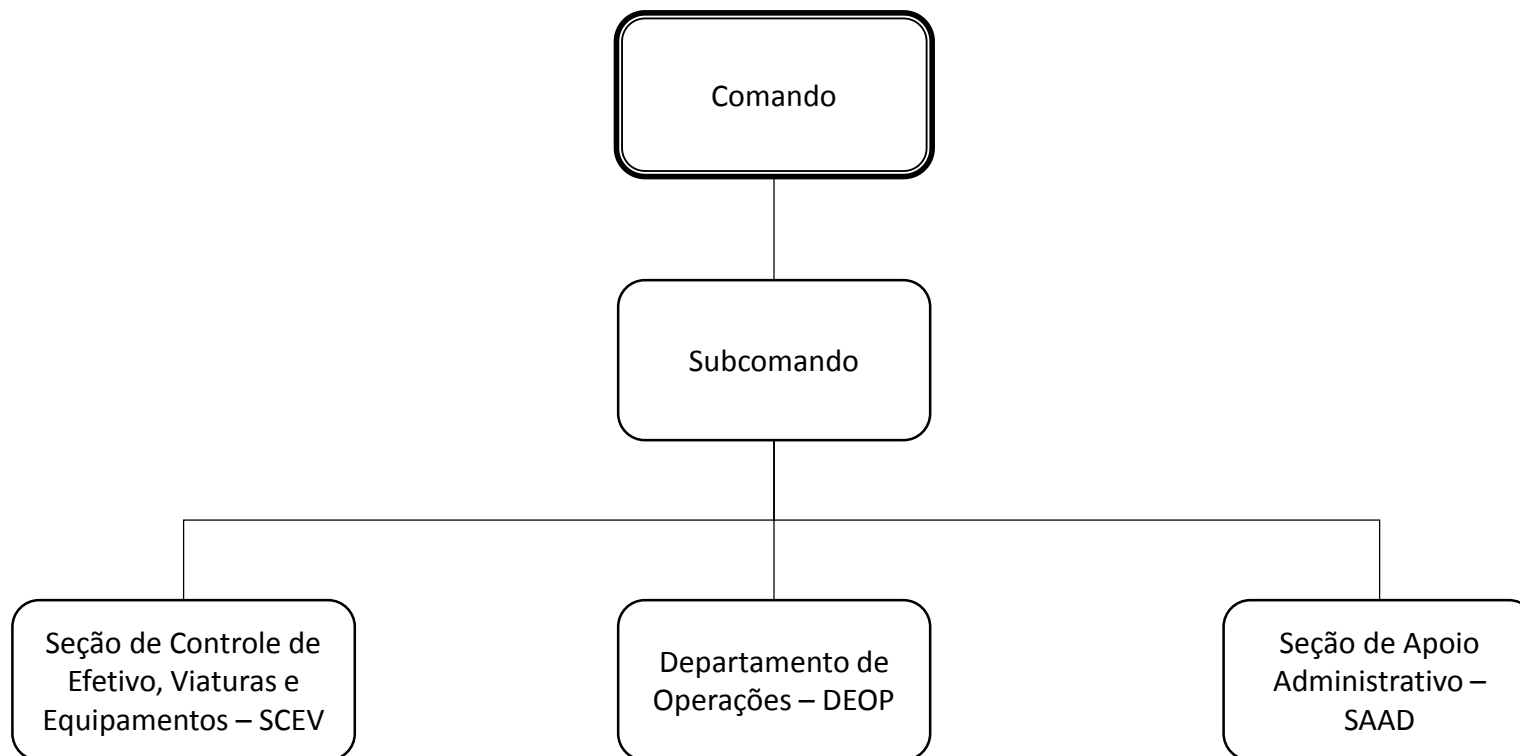 Comando
Subcomando
Seção de Controle de
Efetivo, Viaturas e
Equipamentos – SCEV
Departamento de
Operações – DEOP
Seção de Apoio
Administrativo –
SAAD